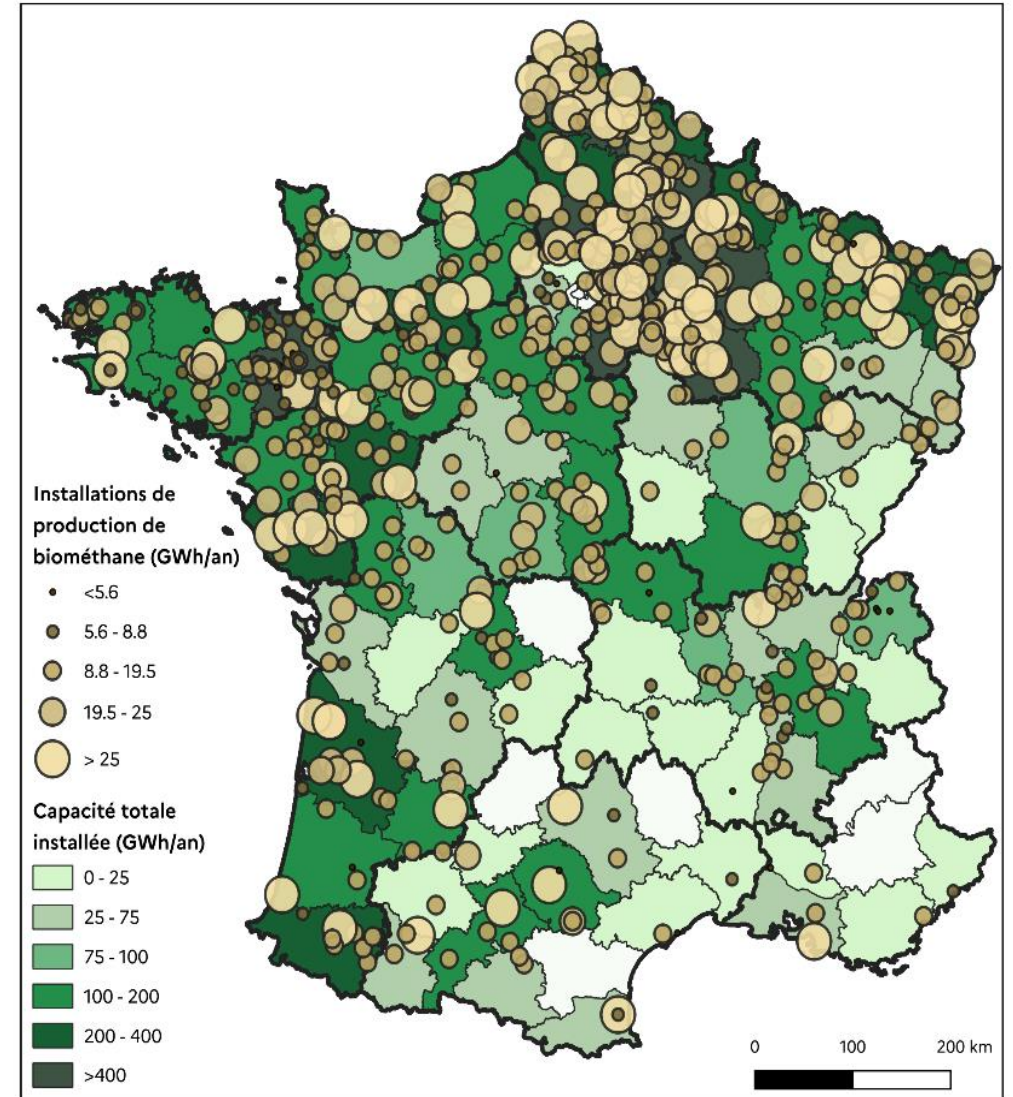 Installations de
production de
biométhane (GWh/an)
<5.6
5.6 - 8.8
8.8 - 19.5
19.5 - 25
> 25
Capacité totale
installée (GWh/an)
0 - 25
25 - 75
75 - 100
100 - 200
200 - 400
>400
0 100 200 km